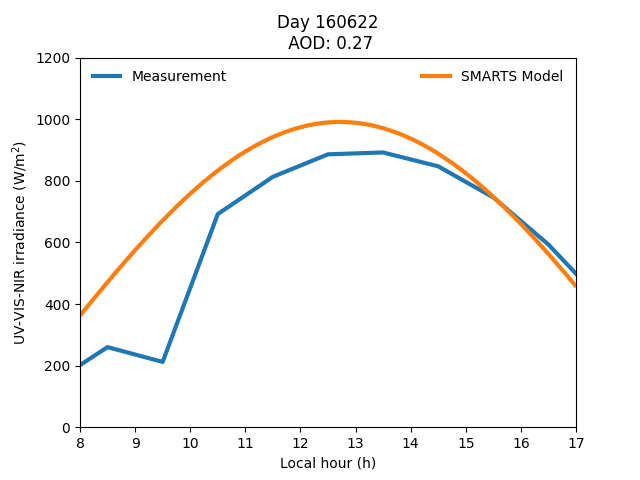 Day 160622
AOD: 0.27
Measurement
SMARTS Model
1200
1000
800
600
400
200
0
UV-VIS-NIR irradiance (W/m²)
8 9 10 11 12 13 14 15 16 17
Local hour (h)